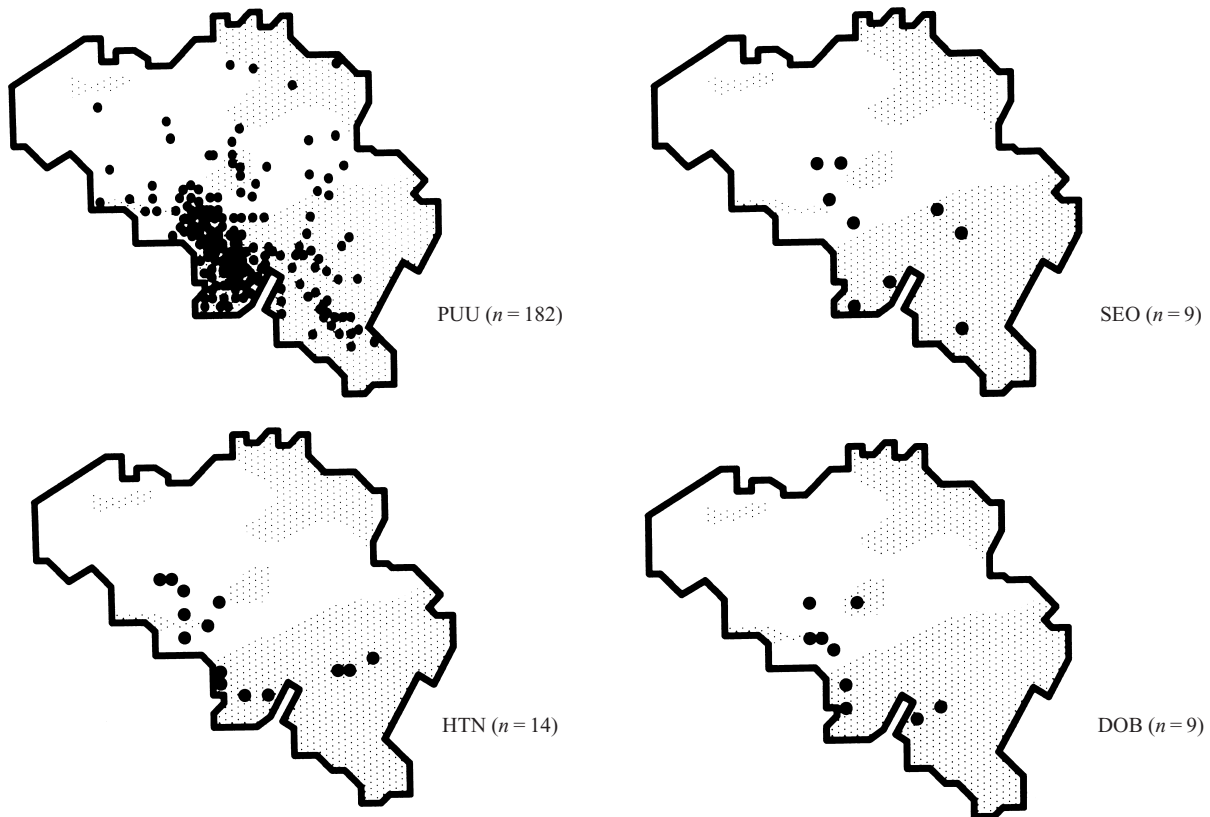 PUU (n = 182)
SEO (n = 9)
HTN (n = 14)
DOB (n = 9)